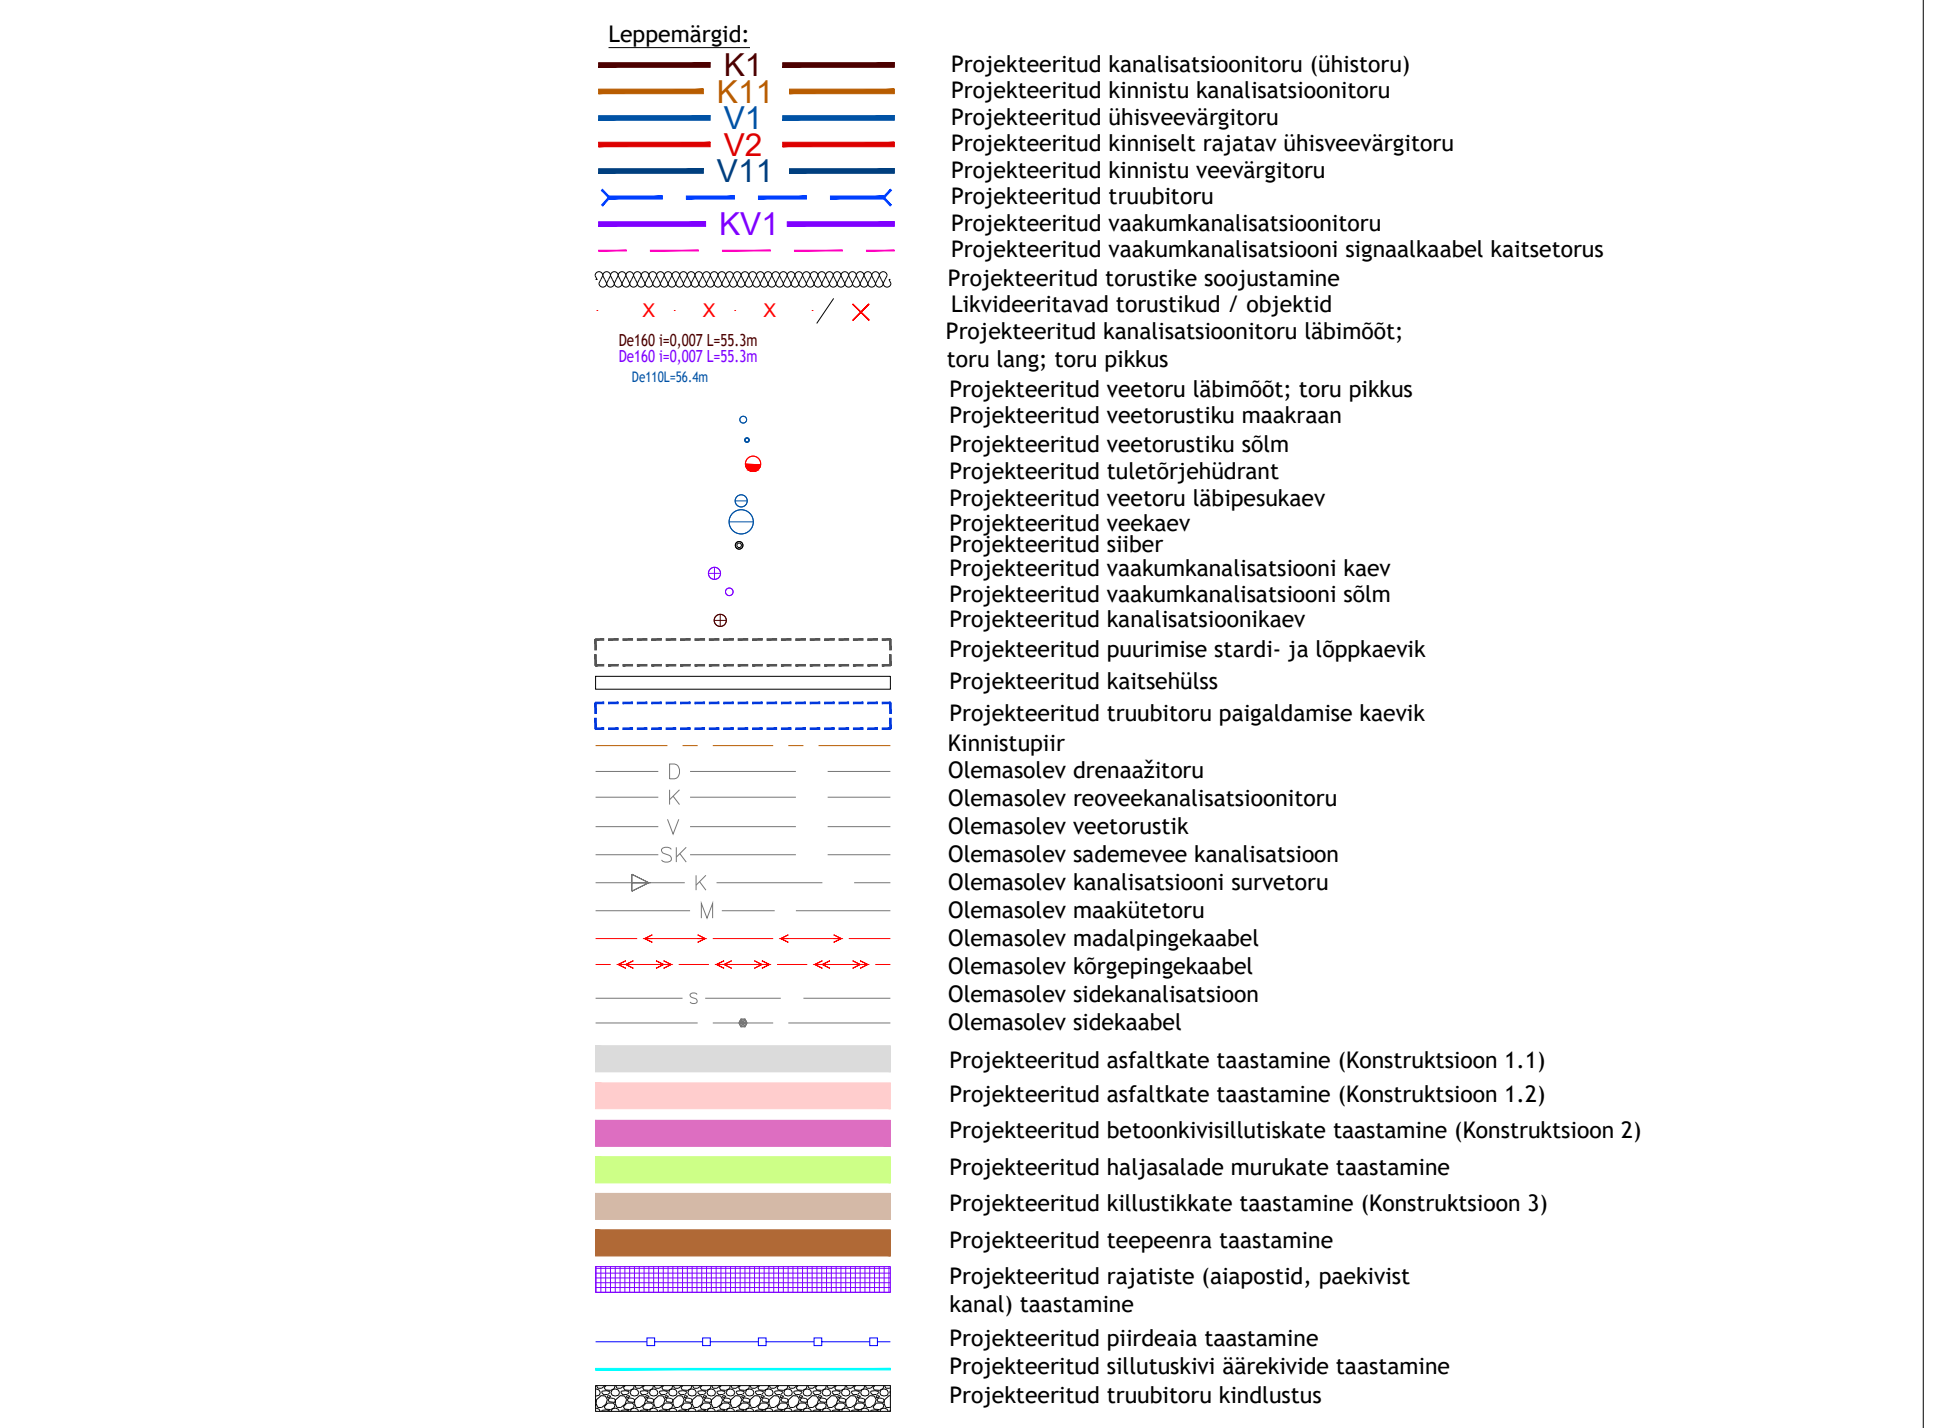 Leppemärgid:
K1 Projekteeritud kanalisatsioonitoru (ühistoru)
K11 Projekteeritud kinnistu kanalisatsioonitoru
V1 Projekteeritud ühisveevärgitoru
V2 Projekteeritud kinniselt rajatav ühisveevärgitoru
V11 Projekteeritud kinnistu veevärgitoru
Projekteeritud truubitoru
KV1 Projekteeritud vaakumkanalisatsioonitoru
Projekteeritud vaakumkanalisatsiooni signaalkaabel kaitsetorus
Projekteeritud torustike soojustamine
X X X / X Likvideeritavad torustikud / objektid
De160 i=0,007 L=55.3m Projekteeritud kanalisatsioonitoru läbimõõt;
De160 i=0,007 L=55.3m toru lang; toru pikkus
De110L=56.4m Projekteeritud veetoru läbimõõt; toru pikkus
Projekteeritud veetorustiku maakraan
Projekteeritud veetorustiku sõlm
Projekteeritud tuletõrjehüdrant
Projekteeritud veetoru läbipesukaev
Projekteeritud veekaev
Projekteeritud siiber
Projekteeritud vaakumkanalisatsiooni kaev
Projekteeritud vaakumkanalisatsiooni sõlm
Projekteeritud kanalisatsioonikaev
Projekteeritud puurimise stardi- ja lõppkaevik
Projekteeritud kaitsehülss
Projekteeritud truubitoru paigaldamise kaevik
Kinnistupiir
D Olemasolev drenaažitoru
K Olemasolev reoveekanalisatsioonitoru
V Olemasolev veetorustik
SK Olemasolev sademevee kanalisatsioon
K Olemasolev kanalisatsiooni survetoru
M Olemasolev maakütetoru
Olemasolev madalpingekaabel
Olemasolev kõrgepingekaabel
s Olemasolev sidekanalisatsioon
Olemasolev sidekaabel
Projekteeritud asfaltkate taastamine (Konstruktsioon 1.1)
Projekteeritud asfaltkate taastamine (Konstruktsioon 1.2)
Projekteeritud betoonkivisillutiskate taastamine (Konstruktsioon 2)
Projekteeritud haljasalade murukate taastamine
Projekteeritud killustikkate taastamine (Konstruktsioon 3)
Projekteeritud teepeenra taastamine
Projekteeritud rajatiste (aiapostid, paekivist
kanal) taastamine
Projekteeritud piirdeaia taastamine
Projekteeritud sillutuskivi äärekivide taastamine
Projekteeritud truubitoru kindlustus